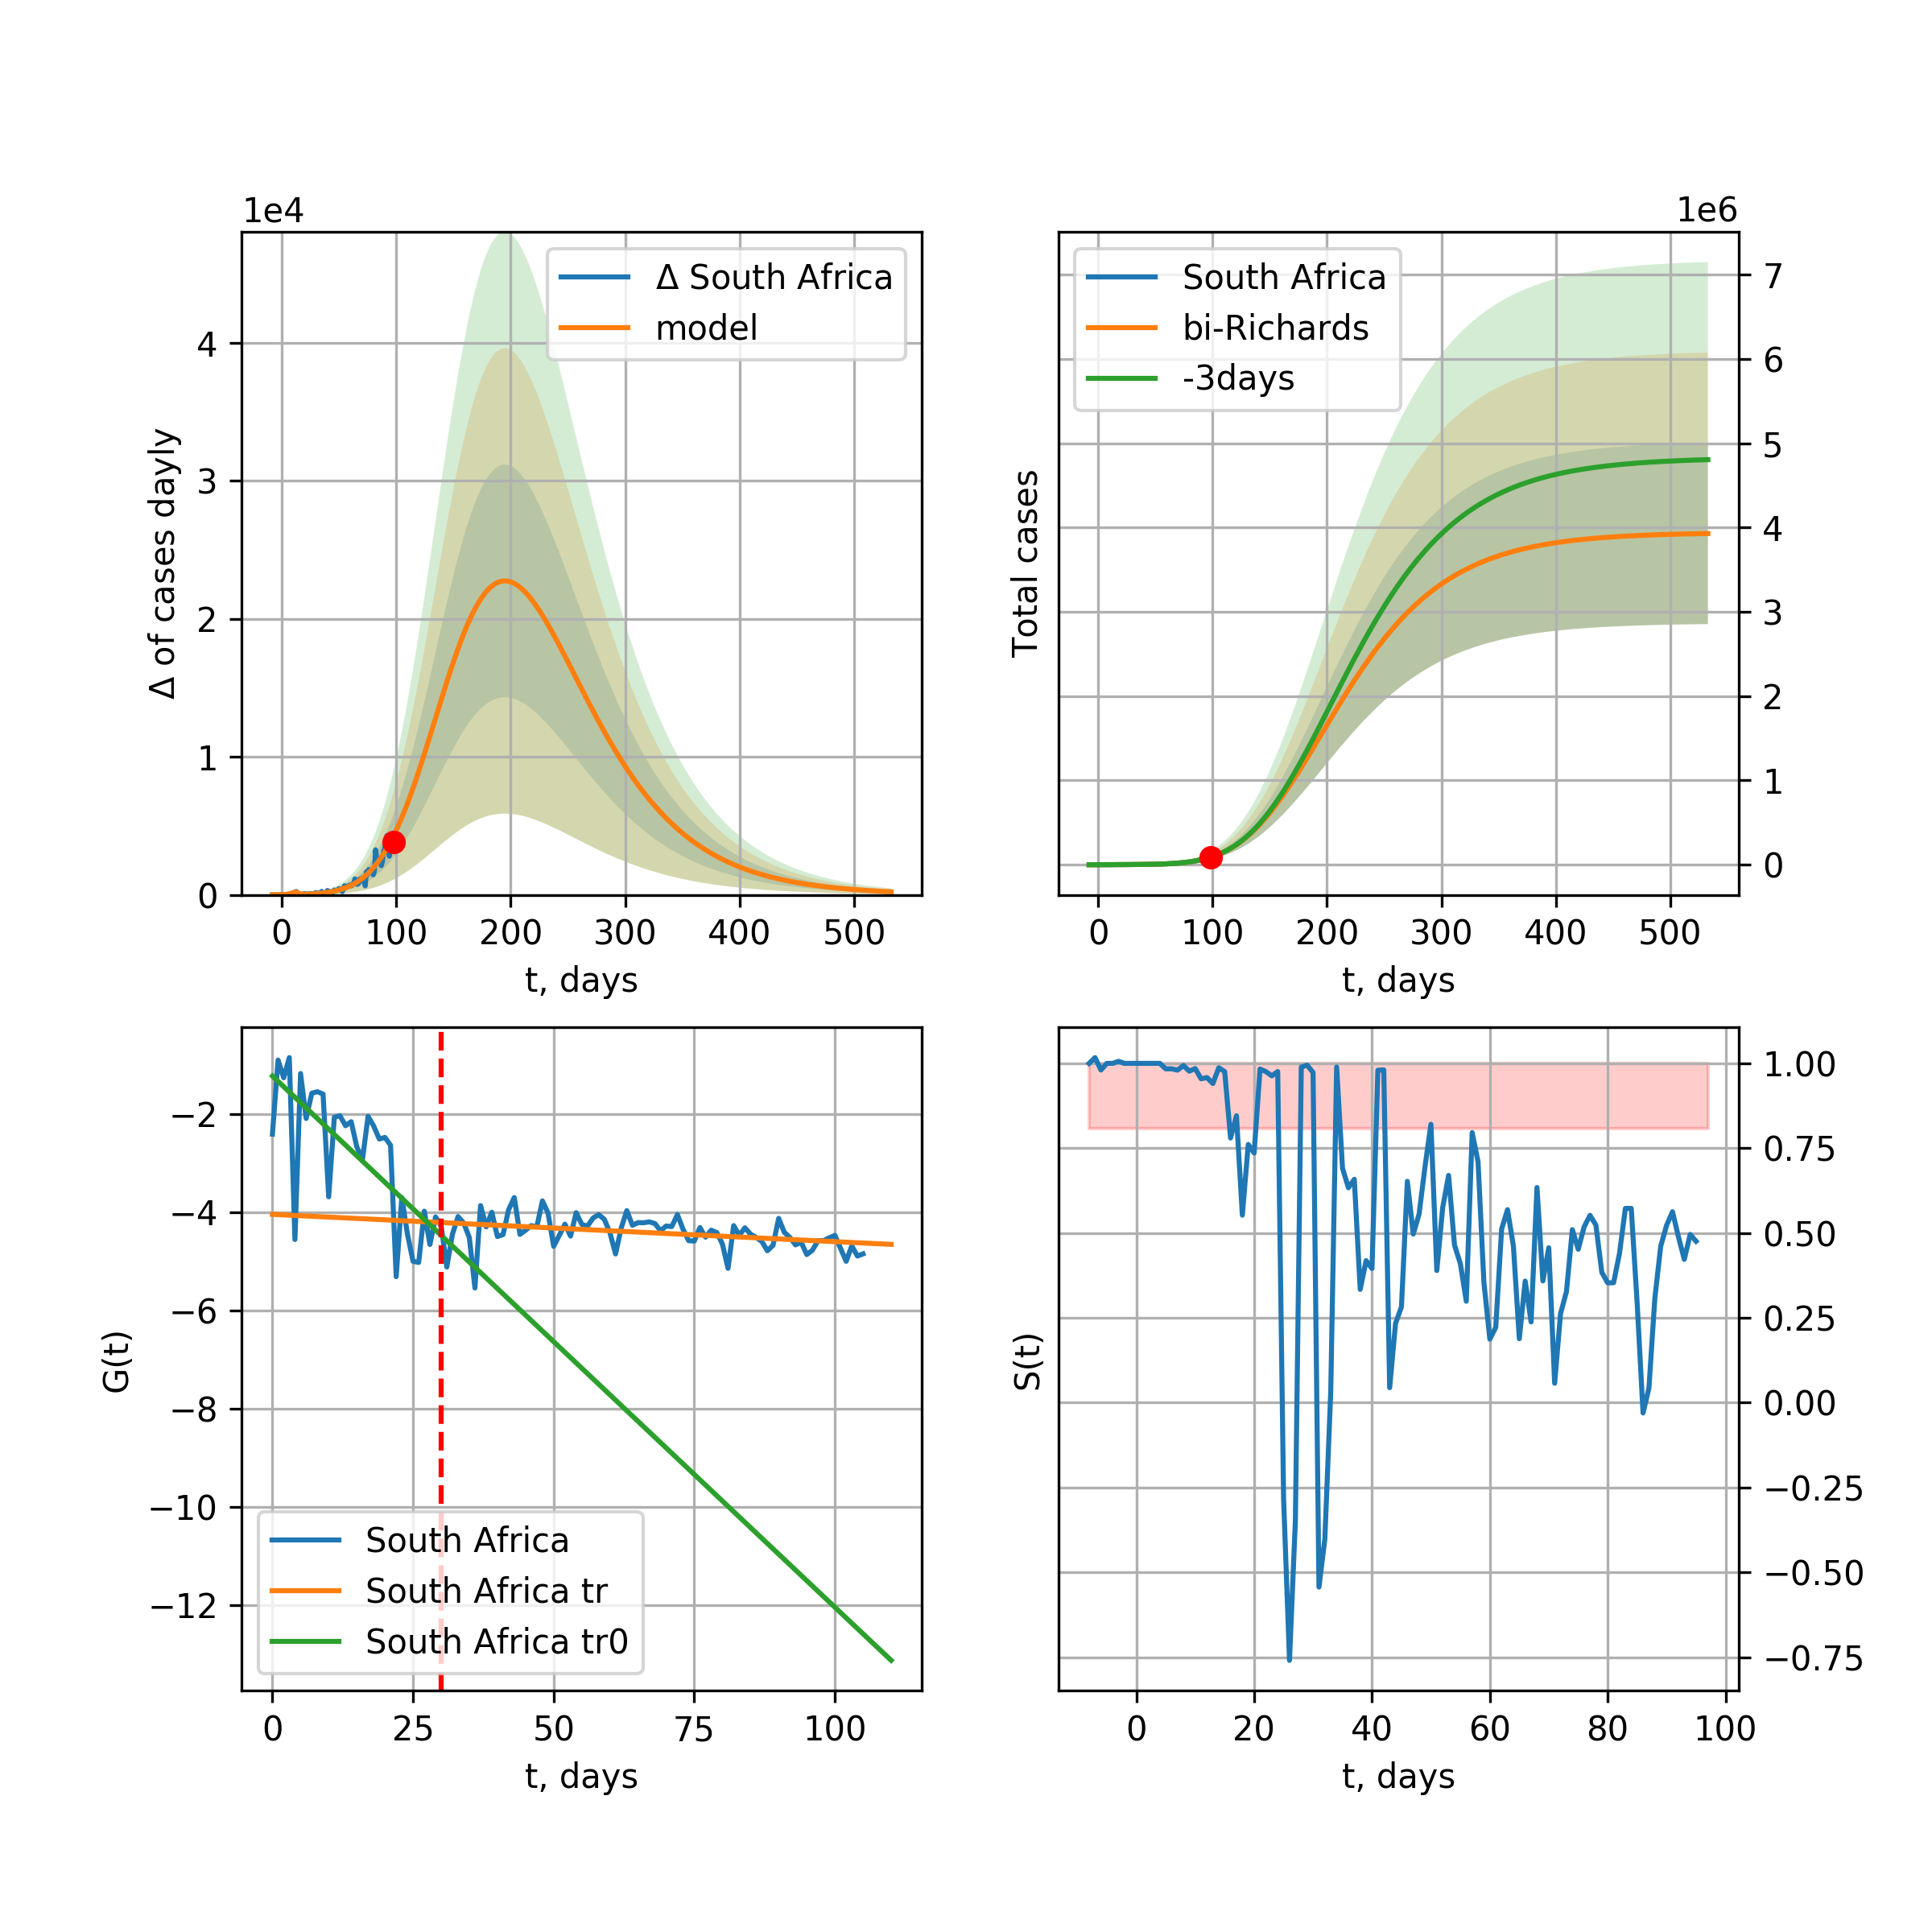 1e4
Δ of cases dayly
4
3
2
1
0
Δ South Africa
model
0 100 200 300 400 500
t, days
1e6
Total cases
South Africa
bi-Richards
-3days
7
6
5
4
3
2
1
0
0 100 200 300 400 500
t, days
G(t)
−2
−4
−6
−8
−10
−12
South Africa
South Africa tr
South Africa tr0
0 25 50 75 100
t, days
S(t)
1.00
0.75
0.50
0.25
0.00
−0.25
−0.50
−0.75
0 20 40 60 80 100
t, days